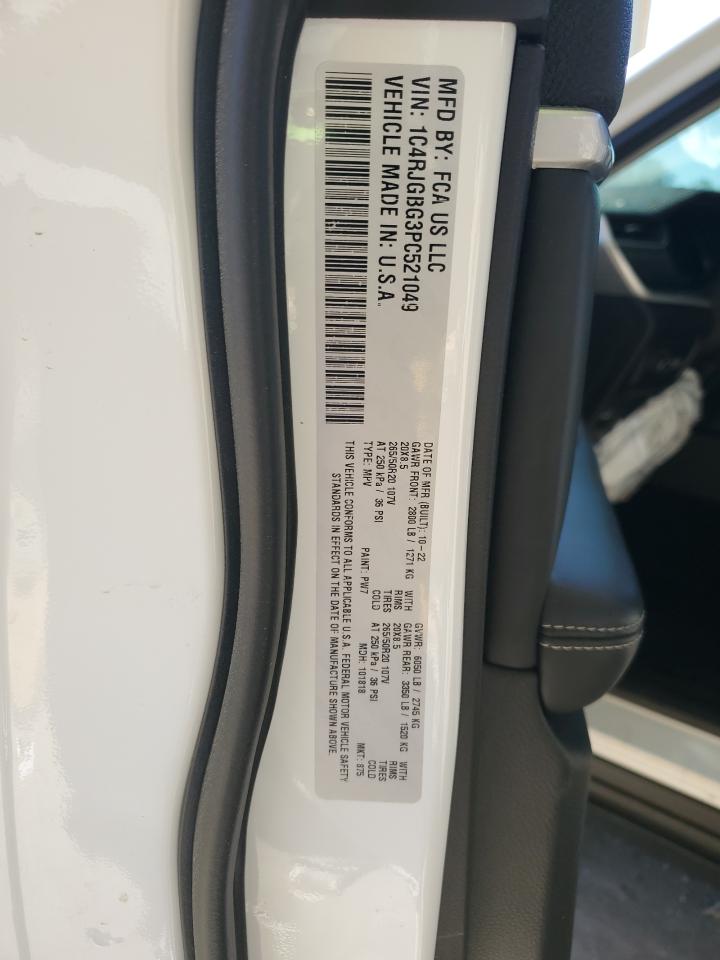 MFD BY: FCA US LLC
VIN: 1C4RJGBG3PC521049
VEHICLE MADE IN: U.S.A.
DATE OF MFR (BUILT): 10-22 GVWR: 6050 LB / 2745 KG
GAWR FRONT: 2800 LB / 1271 KG WITH GAWR REAR: 3350 LB / 1520 KG WITH
20X8.5 RIMS 20X8.5 RIMS
265/50R20 107V TIRES 265/50R20 107V TIRES
AT 250 kPa / 36 PSI COLD AT 250 kPa / 36 PSI COLD
TYPE: MPV PAINT: PW7 MDH: 101818 MKT: 875
THIS VEHICLE CONFORMS TO ALL APPLICABLE U.S.A. FEDERAL MOTOR VEHICLE SAFETY
STANDARDS IN EFFECT ON THE DATE OF MANUFACTURE SHOWN ABOVE.